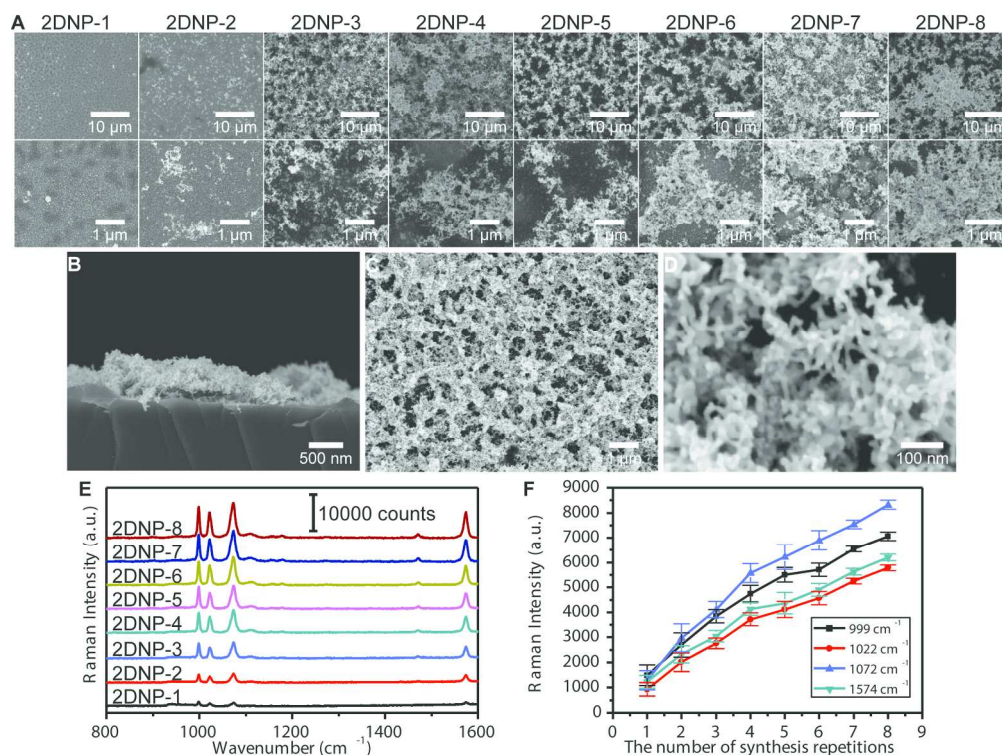 A 2DNP-1 2DNP-2 2DNP-3 2DNP-4 2DNP-5 2DNP-6 2DNP-7 2DNP-8
10 μm 10 μm 10 μm 10 μm 10 μm 10 μm 10 μm 10 μm
1 μm 1 μm 1 μm 1 μm 1 μm 1 μm 1 μm 1 μm
B C D
500 nm 1 μm 100 nm
E
10000 counts
2DNP-8
2DNP-7
2DNP-6
2DNP-5
2DNP-4
2DNP-3
2DNP-2
2DNP-1
Raman Intensity (a.u.)
800 1000 1200 1400 1600
Wavenumber (cm⁻¹)
F
9000
8000
7000
6000
5000
4000
3000
2000
1000
0
Raman Intensity (a.u.)
999 cm⁻¹
1022 cm⁻¹
1072 cm⁻¹
1574 cm⁻¹
0 1 2 3 4 5 6 7 8 9
The number of synthesis repetitions